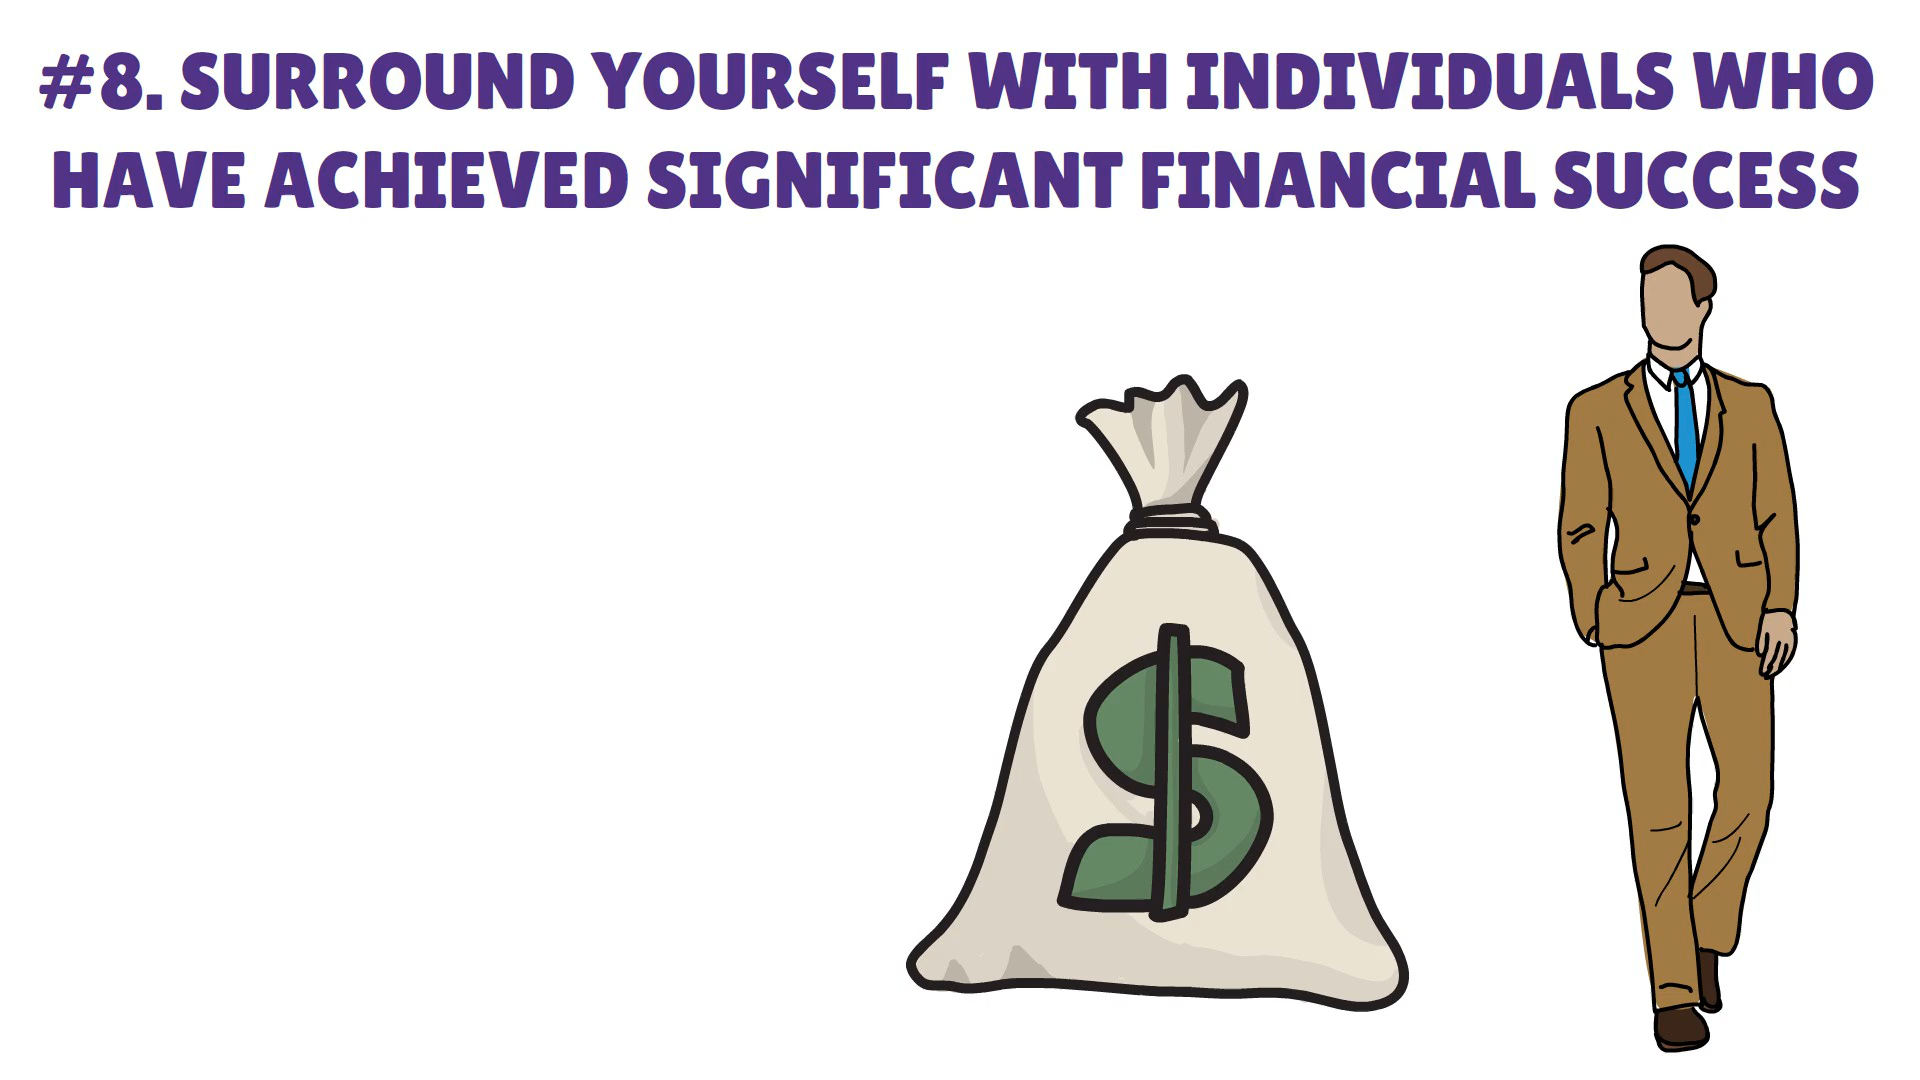 #8. SURROUND YOURSELF WITH INDIVIDUALS WHO
HAVE ACHIEVED SIGNIFICANT FINANCIAL SUCCESS
$